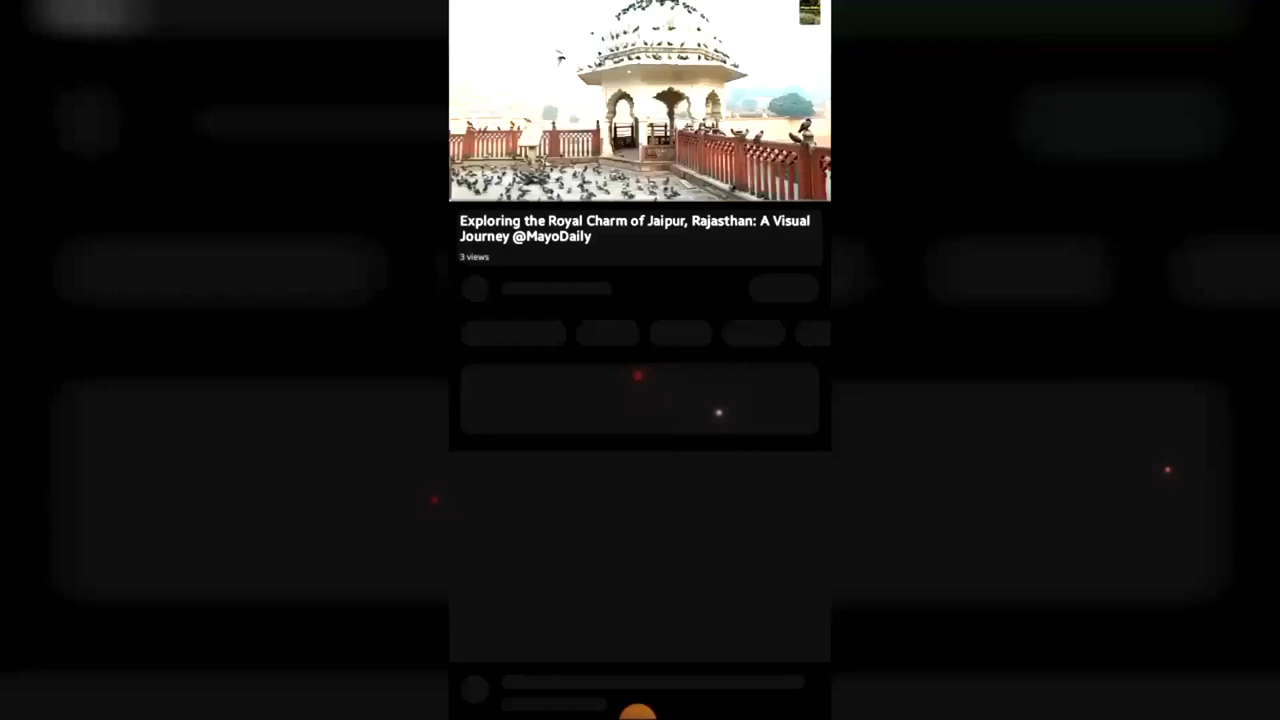 Exploring the Royal Charm of Jaipur, Rajasthan: A Visual
Journey @MayoDaily
3 views